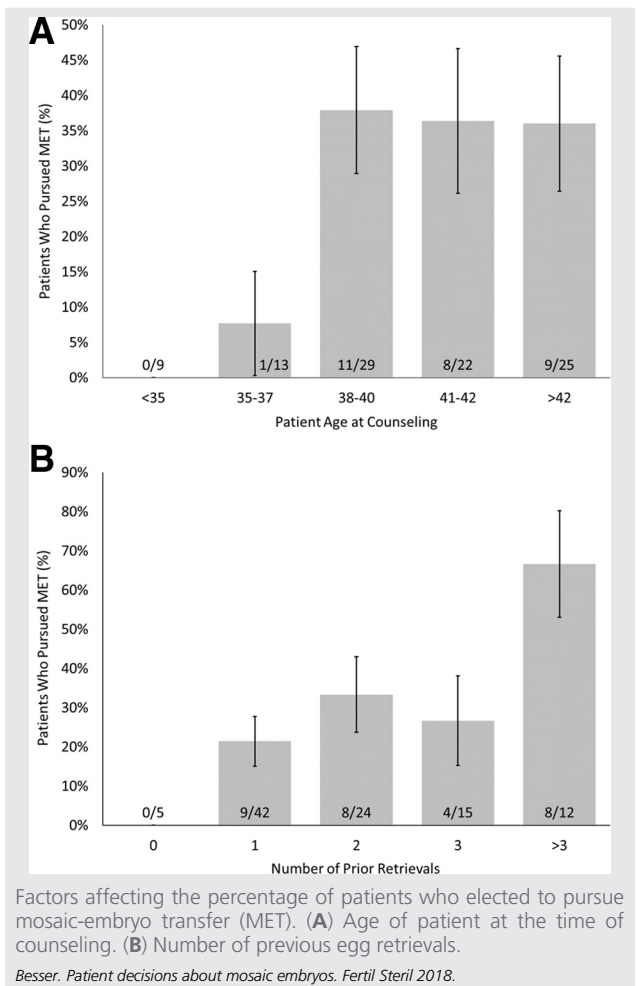 A
50%
45%
40%
35%
30%
25%
20%
15%
10%
5%
0%
Patients Who Pursued MET (%)
0/9 1/13 11/29 8/22 9/25
<35 35-37 38-40 41-42 >42
Patient Age at Counseling
B
90%
80%
70%
60%
50%
40%
30%
20%
10%
0%
Patients Who Pursued MET (%)
0/5 9/42 8/24 4/15 8/12
0 1 2 3 >3
Number of Prior Retrievals
Factors affecting the percentage of patients who elected to pursue
mosaic-embryo transfer (MET). (A) Age of patient at the time of
counseling. (B) Number of previous egg retrievals.
Besser. Patient decisions about mosaic embryos. Fertil Steril 2018.